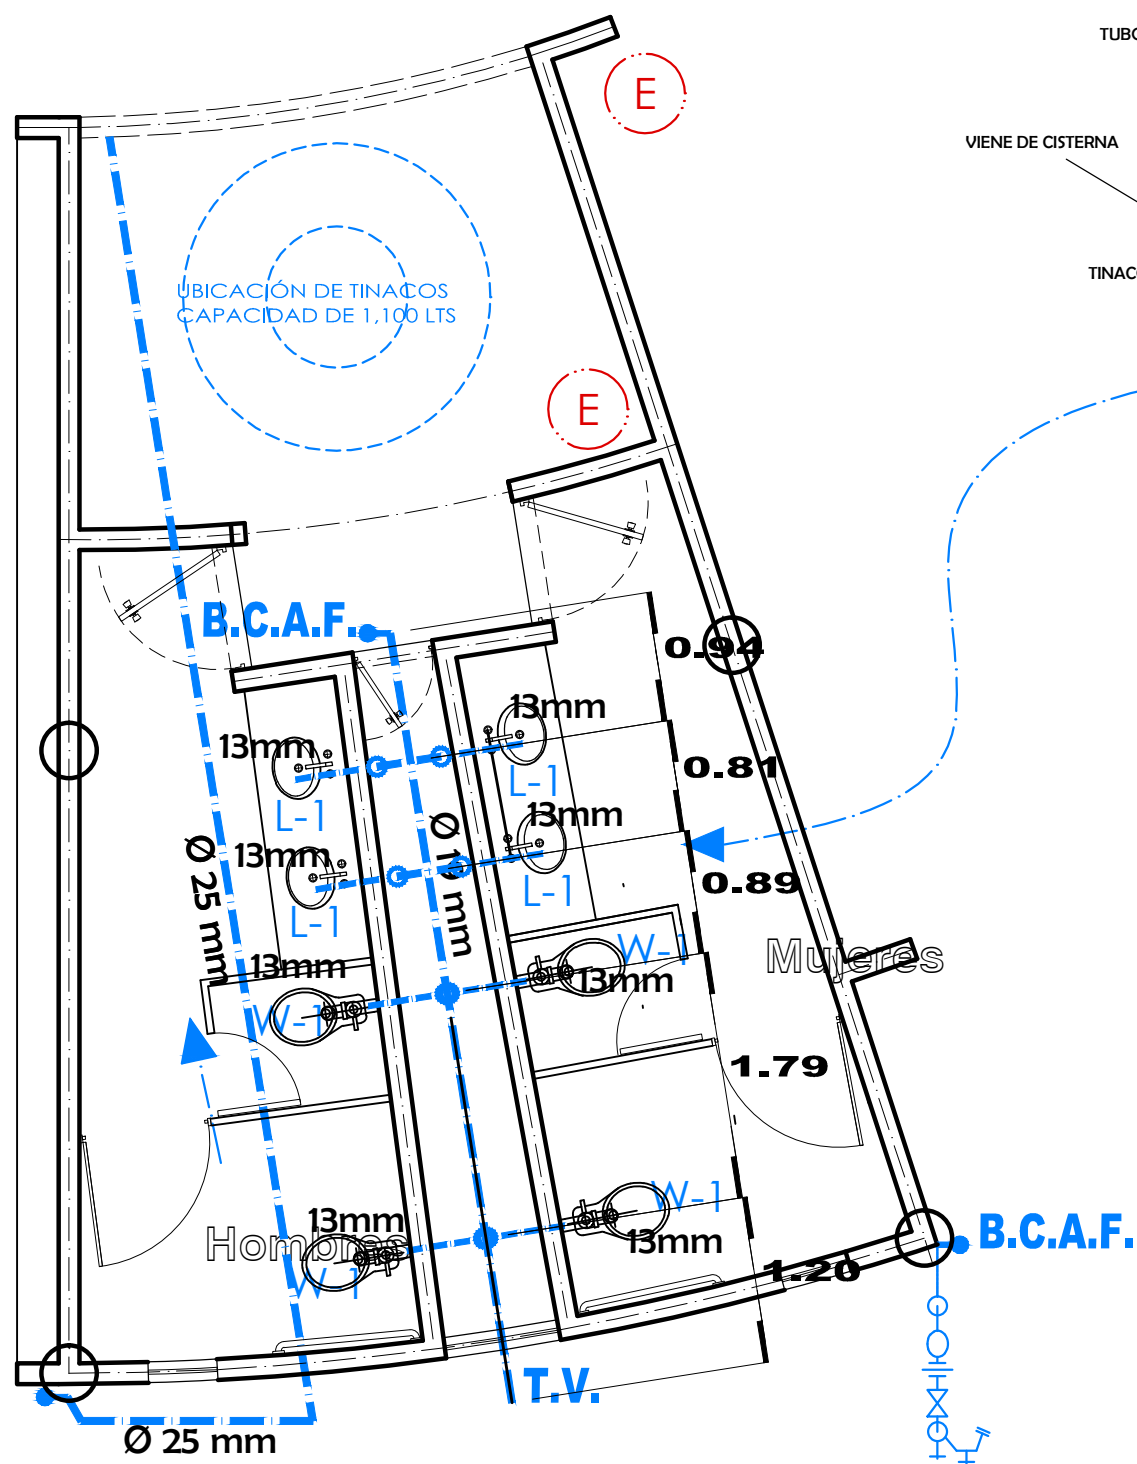 TUBO
E
VIENE DE CISTERNA
TINACO
UBICACIÓN DE TINACOS
CAPACIDAD DE 1,100 LTS
E
B.C.A.F.
0.94
13mm
13mm
L-1
0.81
L-1
13mm
Ø 25 mm
13mm
mm
0.89
L-1
L-1
W-1
Mujeres
13mm
13mm
W-1
1.79
W-1
13mm
Hombres
13mm
B.C.A.F.
W-1
1.20
T.V.
Ø 25 mm